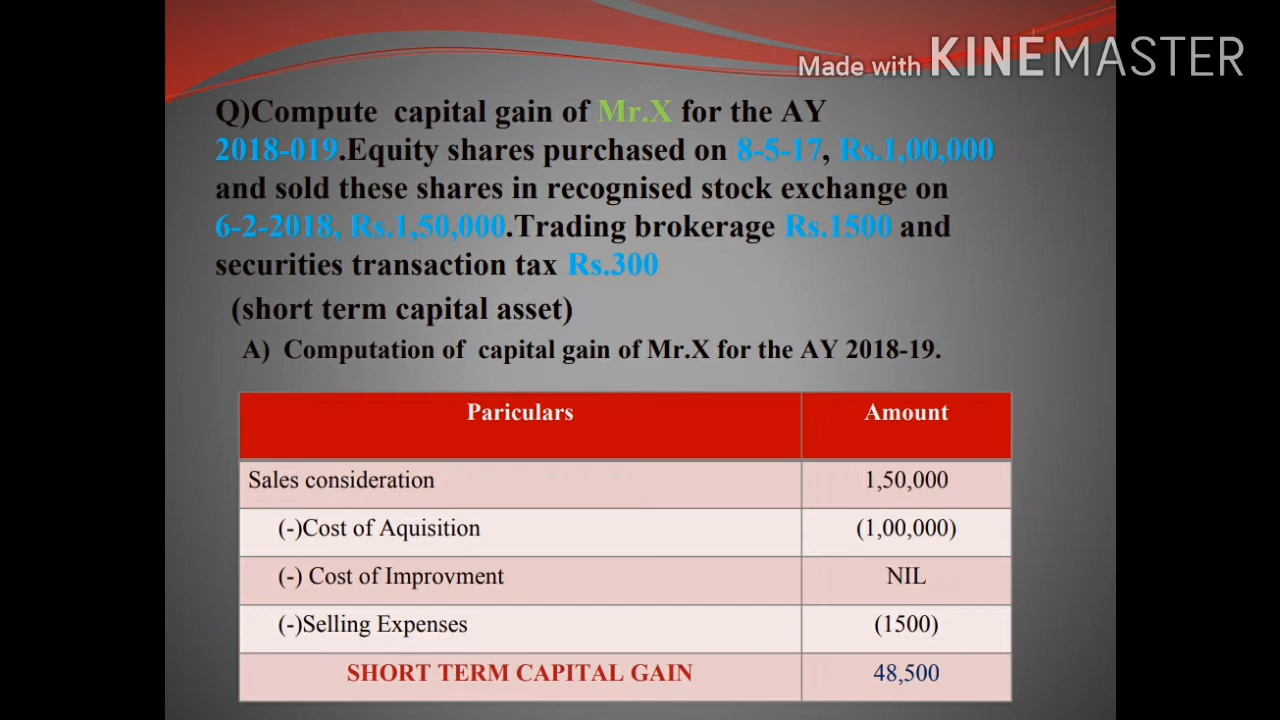 Made with KINEMASTER
Q)Compute capital gain of Mr.X for the AY
2018-019.Equity shares purchased on 8-5-17, Rs.1,00,000
and sold these shares in recognised stock exchange on
6-2-2018, Rs.1,50,000.Trading brokerage Rs.1500 and
securities transaction tax Rs.300
(short term capital asset)
A) Computation of capital gain of Mr.X for the AY 2018-19.
Pariculars Amount
Sales consideration 1,50,000
(-)Cost of Aquisition (1,00,000)
(-) Cost of Improvment NIL
(-)Selling Expenses (1500)
SHORT TERM CAPITAL GAIN 48,500